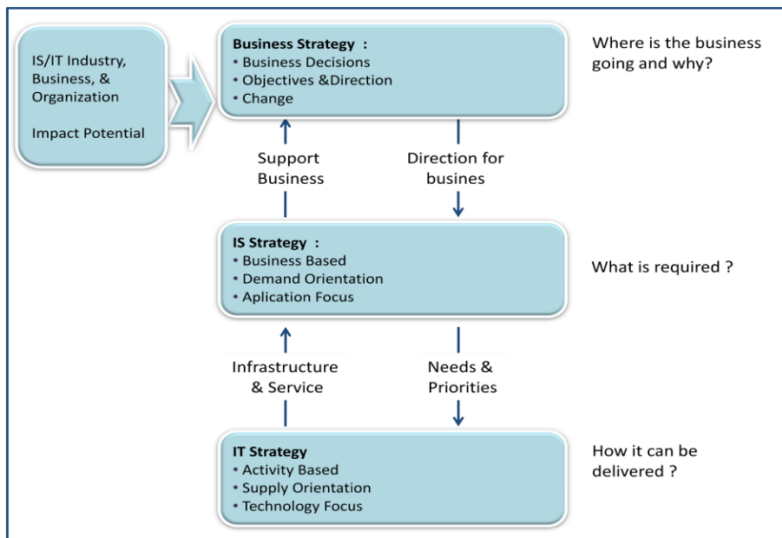 IS/IT Industry,
Business, &
Organization
Impact Potential
Business Strategy :
• Business Decisions
• Objectives &Direction
• Change
Where is the business
going and why?
Support
Business
Direction for
busines
IS Strategy :
• Business Based
• Demand Orientation
• Aplication Focus
What is required ?
Infrastructure
& Service
Needs &
Priorities
IT Strategy
• Activity Based
• Supply Orientation
• Technology Focus
How it can be
delivered ?